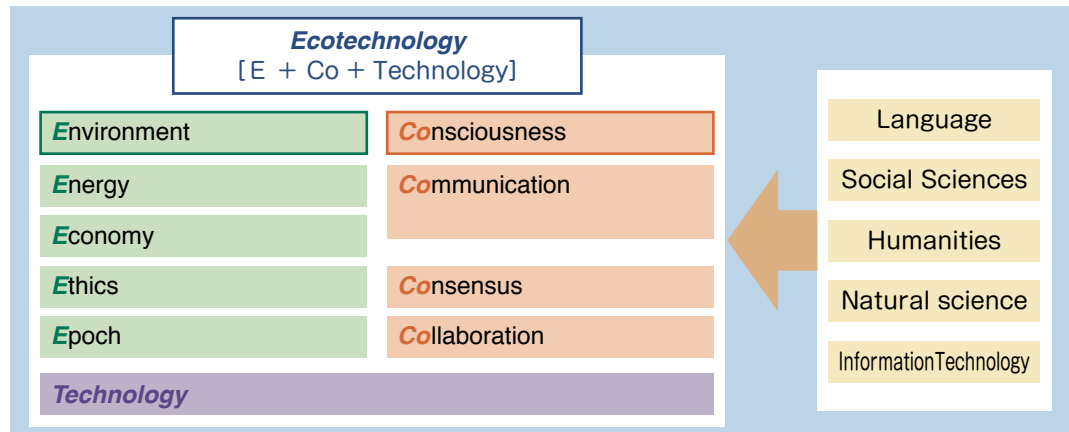 Ecotechnology
[E + Co + Technology]
Environment
Energy
Economy
Ethics
Epoch
Consciousness
Communication
Consensus
Collaboration
Technology
Language
Social Sciences
Humanities
Natural science
InformationTechnology